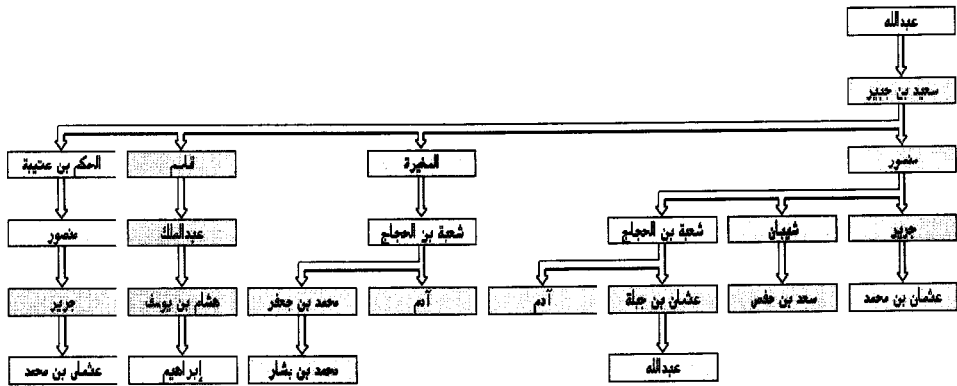 عبدالله
سعيد بن جبير
منصور
المغيرة
قاسم
الحكم بن عتيبة
جرير
شيبان
شعبة بن الحجاج
شعبة بن الحجاج
عبدالملك
منصور
عثمان بن محمد
سعد بن حفص
عثمان بن جبلة
آدم
آدم
محمد بن جعفر
هشام بن يوسف
جرير
عبدالله
محمد بن بشار
إبراهيم
عثمان بن محمد